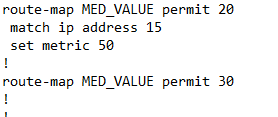 route-map MED_VALUE permit 20
 match ip address 15
 set metric 50
!
route-map MED_VALUE permit 30
!
!